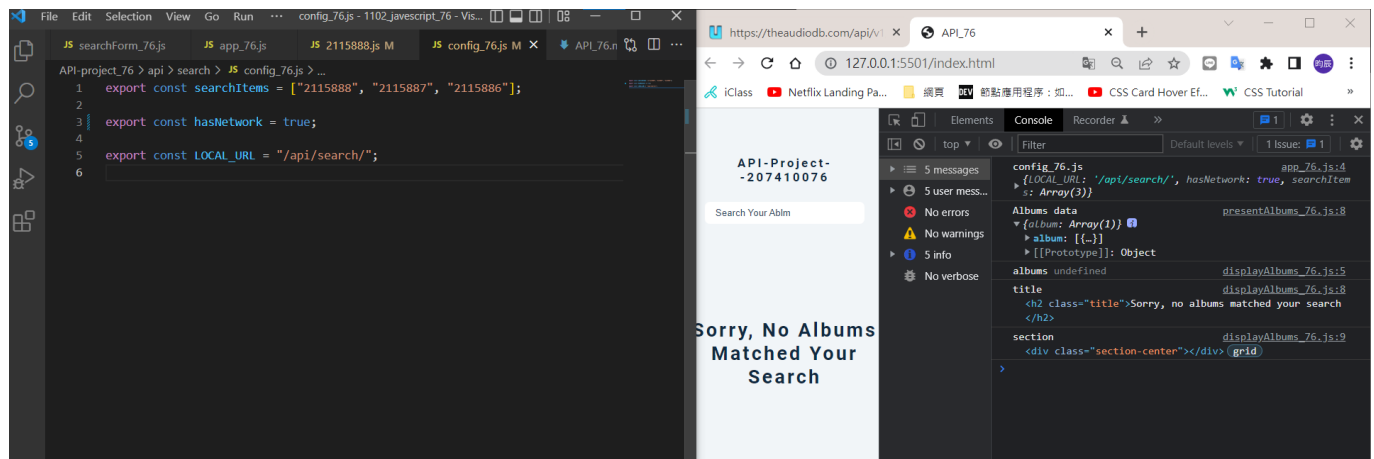 File Edit Selection View Go Run ··· config_76.js - 1102_javescript_76 - Vis...
JS searchForm_76.js JS app_76.js JS 2115888.js M JS config_76.js M API_76.n ···
API-project_76 > api > search > JS config_76.js > ...
1 export const searchItems = ["2115888", "2115887", "2115886"];
2
3 export const hasNetwork = true;
4
5 export const LOCAL_URL = "/api/search/";
6
5
https://theaudiodb.com/api/v1 API_76
127.0.0.1:5501/index.html 昀辰
iClass Netflix Landing Pa... 網頁 DEV 節點應用程序：如... CSS Card Hover Ef... CSS Tutorial »
API-Project-
-207410076
Search Your Ablm
Sorry, No Albums
Matched Your
Search
Elements Console Recorder » 1
top ▼ Filter Default levels ▼ 1 Issue: 1
5 messages
5 user mess...
No errors
No warnings
5 info
No verbose
config_76.js app_76.js:4
{LOCAL_URL: '/api/search/', hasNetwork: true, searchItem
s: Array(3)}
Albums data presentAlbums_76.js:8
{album: Array(1)} i
album: [{…}]
[[Prototype]]: Object
albums undefined displayAlbums_76.js:5
title displayAlbums_76.js:8
<h2 class="title">Sorry, no albums matched your search
</h2>
section displayAlbums_76.js:9
<div class="section-center"></div> grid